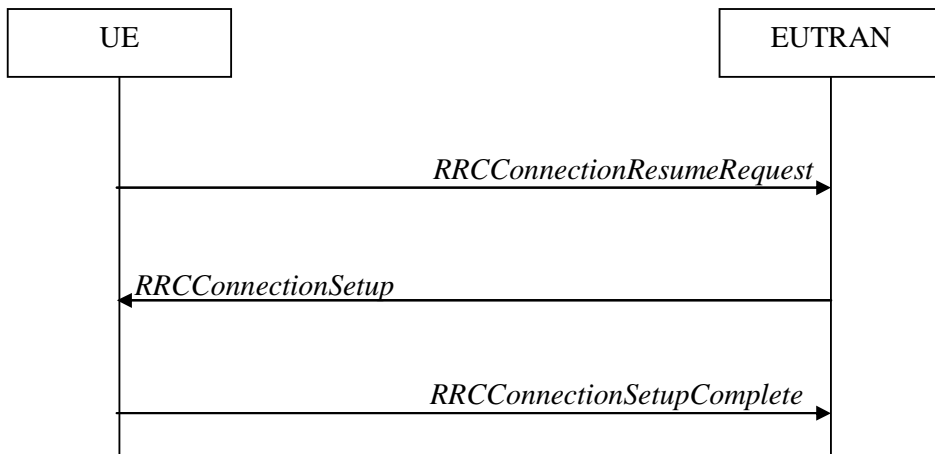 UE
EUTRAN
RRCConnectionResumeRequest
RRCConnectionSetup
RRCConnectionSetupComplete